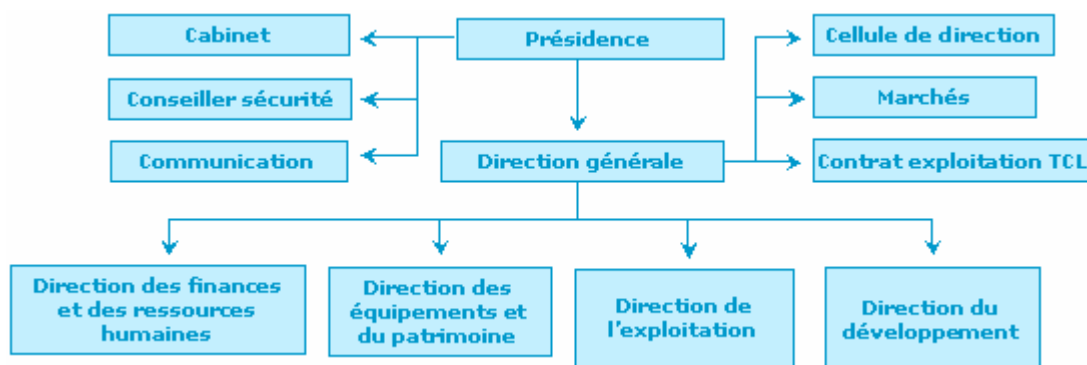 Cabinet
Présidence
Cellule de direction
Conseiller sécurité
Marchés
Communication
Direction générale
Contrat exploitation TCL
Direction des finances
et des ressources
humaines
Direction des
équipements et
du patrimoine
Direction de
l'exploitation
Direction du
développement